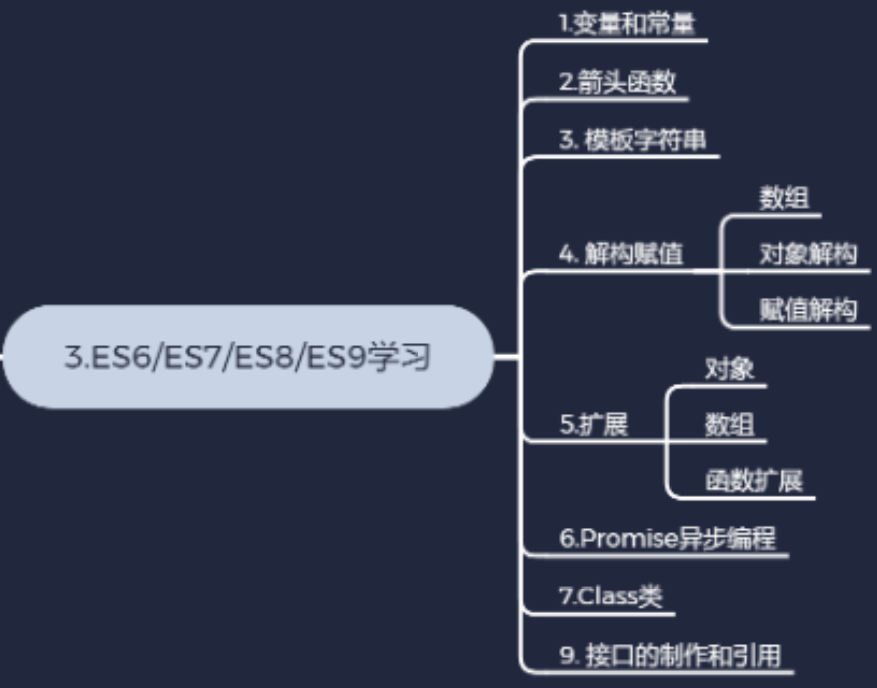 3.ES6/ES7/ES8/ES9学习
1.变量和常量
2.箭头函数
3. 模板字符串
4. 解构赋值
数组
对象解构
赋值解构
5.扩展
对象
数组
函数扩展
6.Promise异步编程
7.Class类
9. 接口的制作和引用